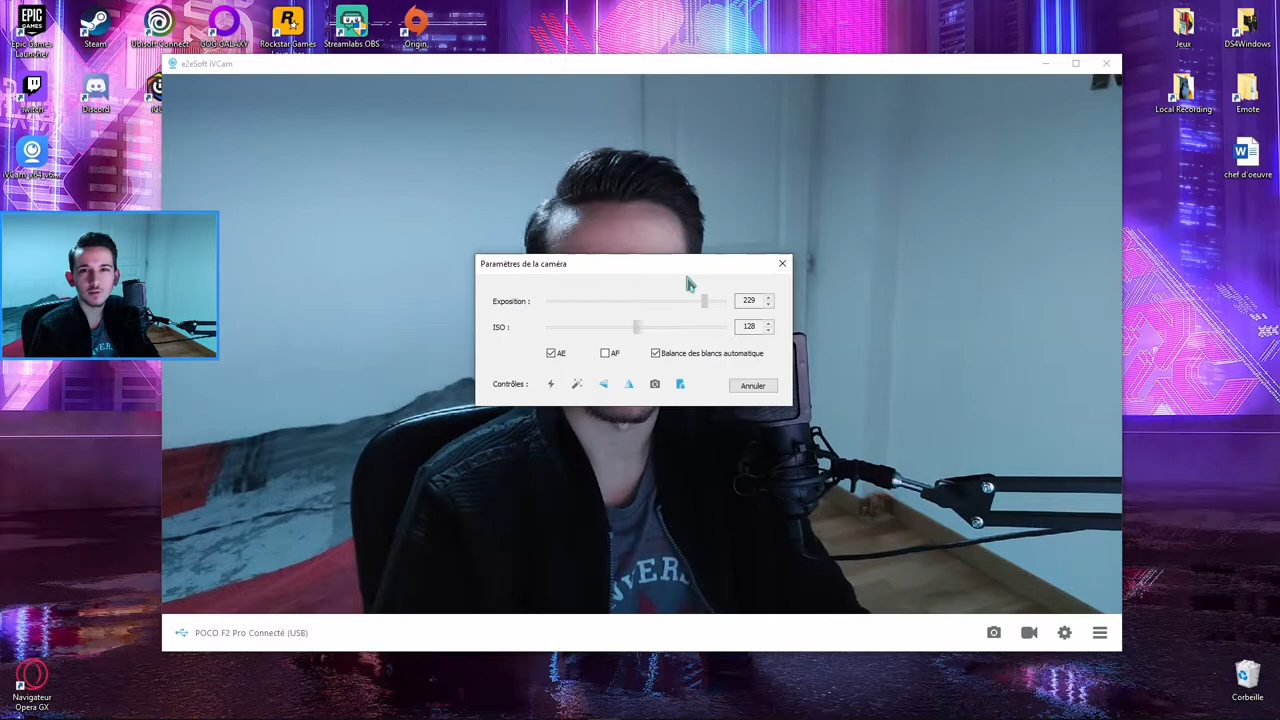 EPIC
GAMES
Epic Games
Launcher
Steam
Ubisoft Connect
GOG GALAXY
Rockstar Games
Streamlabs OBS
Origin
Jeux
DS4Windows
e2eSoft iVCam
Twitch
Discord
Local Recording
Emote
chef d'oeuvre
Paramètres de la caméra
Exposition :
229
ISO :
128
AE
AF
Balance des blancs automatique
Contrôles :
Annuler
POCO F2 Pro Connecté (USB)
Navigateur
Opera GX
Corbeille